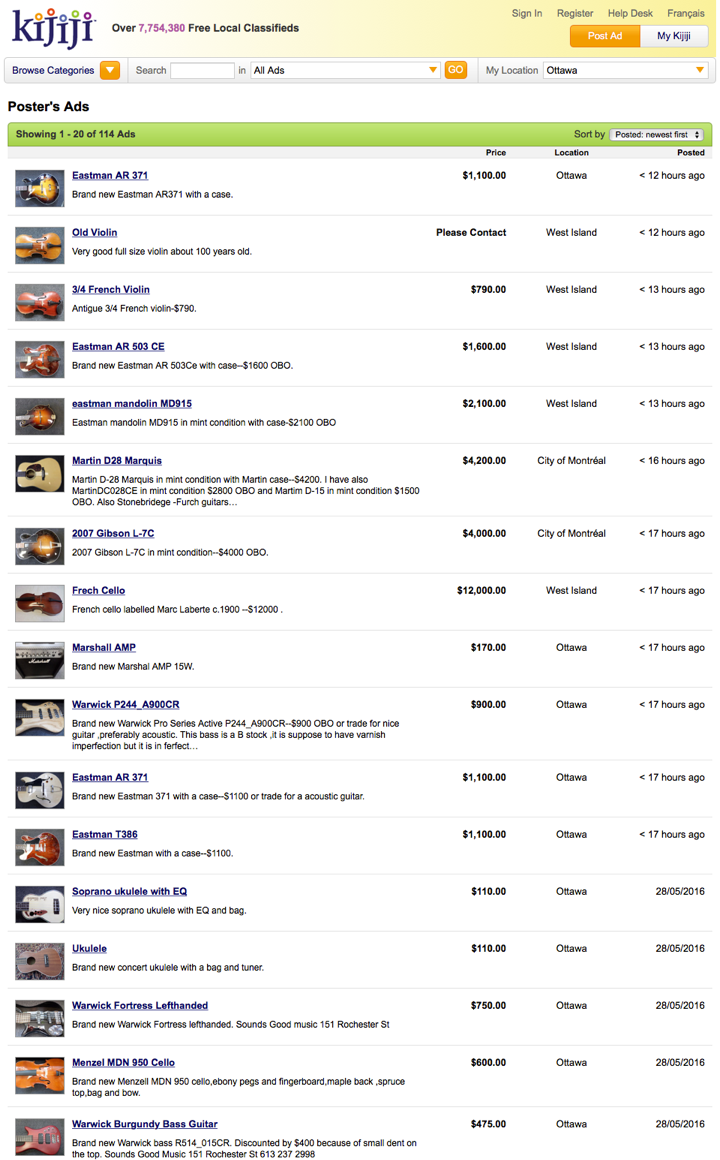 kijiji
Over 7,754,380 Free Local Classifieds
Sign In Register Help Desk Français
Post Ad My Kijiji
Browse Categories Search in All Ads GO My Location Ottawa
Poster's Ads
Showing 1 - 20 of 114 Ads Sort by Posted: newest first
Price Location Posted
Eastman AR 371 $1,100.00 Ottawa < 12 hours ago
Brand new Eastman AR371 with a case.
Old Violin Please Contact West Island < 12 hours ago
Very good full size violin about 100 years old.
3/4 French Violin $790.00 West Island < 13 hours ago
Antigue 3/4 French violin-$790.
Eastman AR 503 CE $1,600.00 West Island < 13 hours ago
Brand new Eastman AR 503Ce with case--$1600 OBO.
eastman mandolin MD915 $2,100.00 West Island < 13 hours ago
Eastman mandolin MD915 in mint condition with case-$2100 OBO
Martin D28 Marquis $4,200.00 City of Montréal < 16 hours ago
Martin D-28 Marquis in mint condition with Martin case--$4200. I have also
MartinDC028CE in mint condition $2800 OBO and Martim D-15 in mint condition $1500
OBO. Also Stonebridege -Furch guitars…
2007 Gibson L-7C $4,000.00 City of Montréal < 17 hours ago
2007 Gibson L-7C in mint condition--$4000 OBO.
Frech Cello $12,000.00 West Island < 17 hours ago
French cello labelled Marc Laberte c.1900 --$12000 .
Marshall AMP $170.00 Ottawa < 17 hours ago
Brand new Marshal AMP 15W.
Marshall
Warwick P244_A900CR $900.00 Ottawa < 17 hours ago
Brand new Warwick Pro Series Active P244_A900CR--$900 OBO or trade for nice
guitar ,preferably acoustic. This bass is a B stock ,it is suppose to have varnish
imperfection but it is in ferfect…
Eastman AR 371 $1,100.00 Ottawa < 17 hours ago
Brand new Eastman 371 with a case--$1100 or trade for a acoustic guitar.
Eastman T386 $1,100.00 Ottawa < 17 hours ago
Brand new Eastman with a case--$1100.
Soprano ukulele with EQ $110.00 Ottawa 28/05/2016
Very nice soprano ukulele with EQ and bag.
Ukulele $110.00 Ottawa 28/05/2016
Brand new concert ukulele with a bag and tuner.
Warwick Fortress Lefthanded $750.00 Ottawa 28/05/2016
Brand new Warwick Fortress lefthanded. Sounds Good music 151 Rochester St
Menzel MDN 950 Cello $600.00 Ottawa 28/05/2016
Brand new Menzell MDN 950 cello,ebony pegs and fingerboard,maple back ,spruce
top,bag and bow.
Warwick Burgundy Bass Guitar $475.00 Ottawa 28/05/2016
Brand new Warwick bass R514_015CR. Discounted by $400 because of small dent on
the top. Sounds Good Music 151 Rochester St 613 237 2998